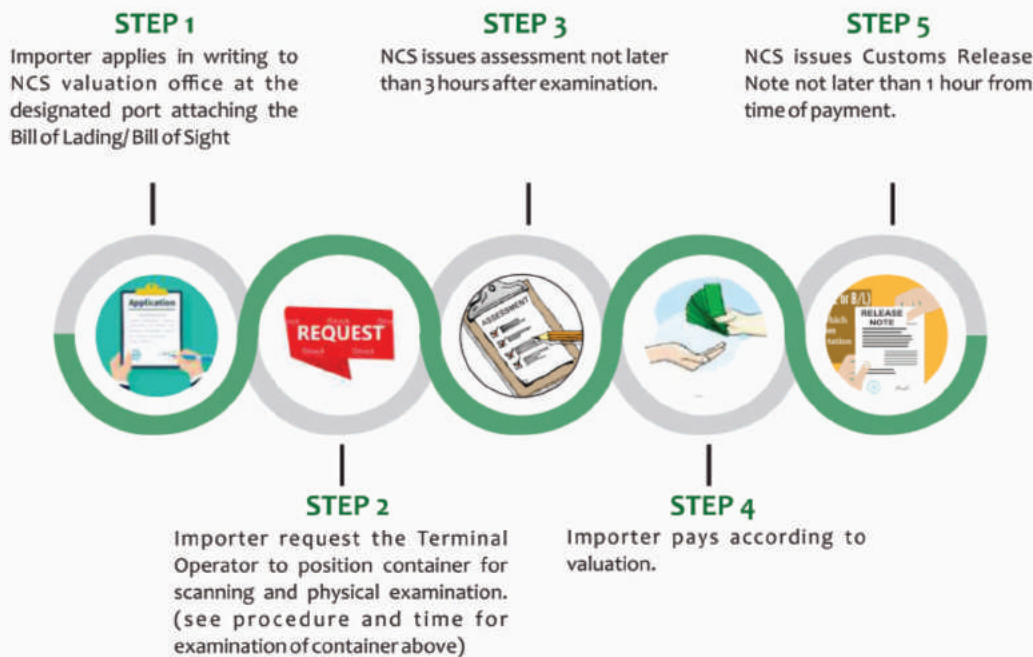 STEP 1
Importer applies in writing to
NCS valuation office at the
designated port attaching the
Bill of Lading/ Bill of Sight
STEP 3
NCS issues assessment not later
than 3 hours after examination.
STEP 5
NCS issues Customs Release
Note not later than 1 hour from
time of payment.
Application
REQUEST
ASSESSMENT
or B/L)
RELEASE
NOTE
STEP 2
Importer request the Terminal
Operator to position container for
scanning and physical examination.
(see procedure and time for
examination of container above)
STEP 4
Importer pays according to
valuation.